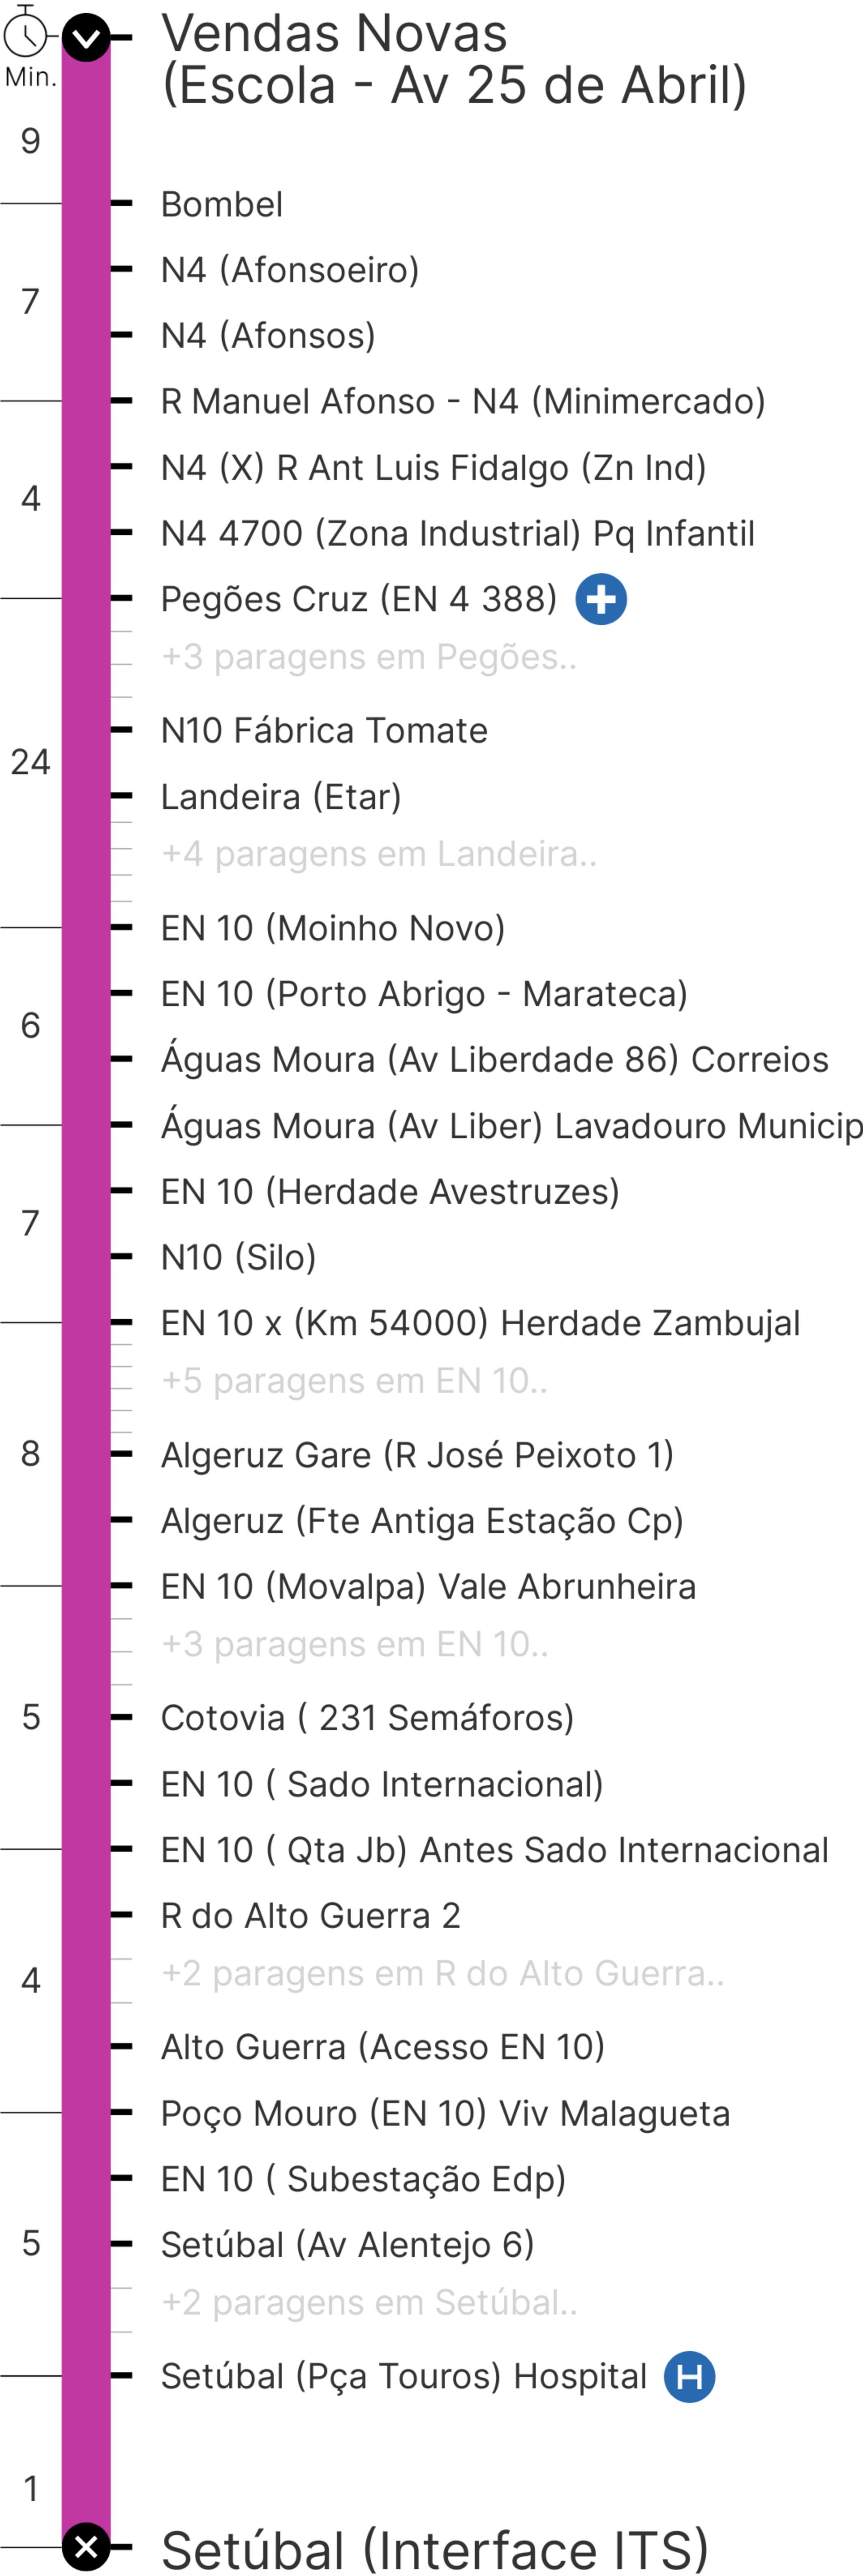 Min.
Vendas Novas
(Escola - Av 25 de Abril)
9
Bombel
N4 (Afonsoeiro)
7
N4 (Afonsos)
R Manuel Afonso - N4 (Minimercado)
N4 (X) R Ant Luis Fidalgo (Zn Ind)
4
N4 4700 (Zona Industrial) Pq Infantil
Pegões Cruz (EN 4 388)
+3 paragens em Pegões..
N10 Fábrica Tomate
24
Landeira (Etar)
+4 paragens em Landeira..
EN 10 (Moinho Novo)
EN 10 (Porto Abrigo - Marateca)
6
Águas Moura (Av Liberdade 86) Correios
Águas Moura (Av Liber) Lavadouro Municip
EN 10 (Herdade Avestruzes)
7
N10 (Silo)
EN 10 x (Km 54000) Herdade Zambujal
+5 paragens em EN 10..
8
Algeruz Gare (R José Peixoto 1)
Algeruz (Fte Antiga Estação Cp)
EN 10 (Movalpa) Vale Abrunheira
+3 paragens em EN 10..
5
Cotovia ( 231 Semáforos)
EN 10 ( Sado Internacional)
EN 10 ( Qta Jb) Antes Sado Internacional
R do Alto Guerra 2
+2 paragens em R do Alto Guerra..
4
Alto Guerra (Acesso EN 10)
Poço Mouro (EN 10) Viv Malagueta
EN 10 ( Subestação Edp)
5
Setúbal (Av Alentejo 6)
+2 paragens em Setúbal..
Setúbal (Pça Touros) Hospital H
1
Setúbal (Interface ITS)